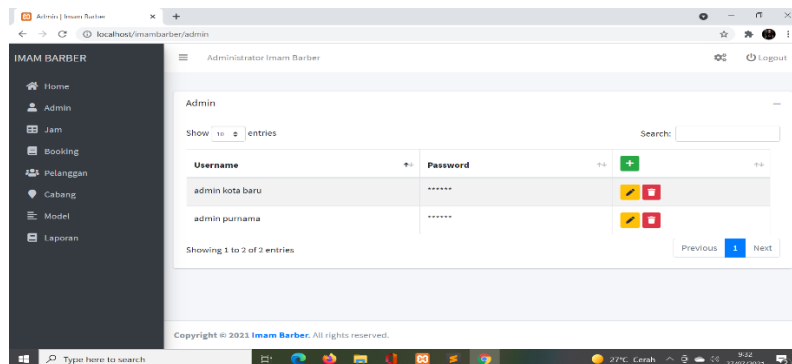 Admin | Imam Barber
localhost/imambarber/admin
IMAM BARBER
Administrator Imam Barber
Logout
Home
Admin
Jam
Booking
Pelanggan
Cabang
Model
Laporan
Admin
Show 10 entries
Search:
Username Password
admin kota baru ******
admin purnama ******
Showing 1 to 2 of 2 entries
Previous 1 Next
Copyright © 2021 Imam Barber. All rights reserved.
Type here to search
27°C Cerah
9:32